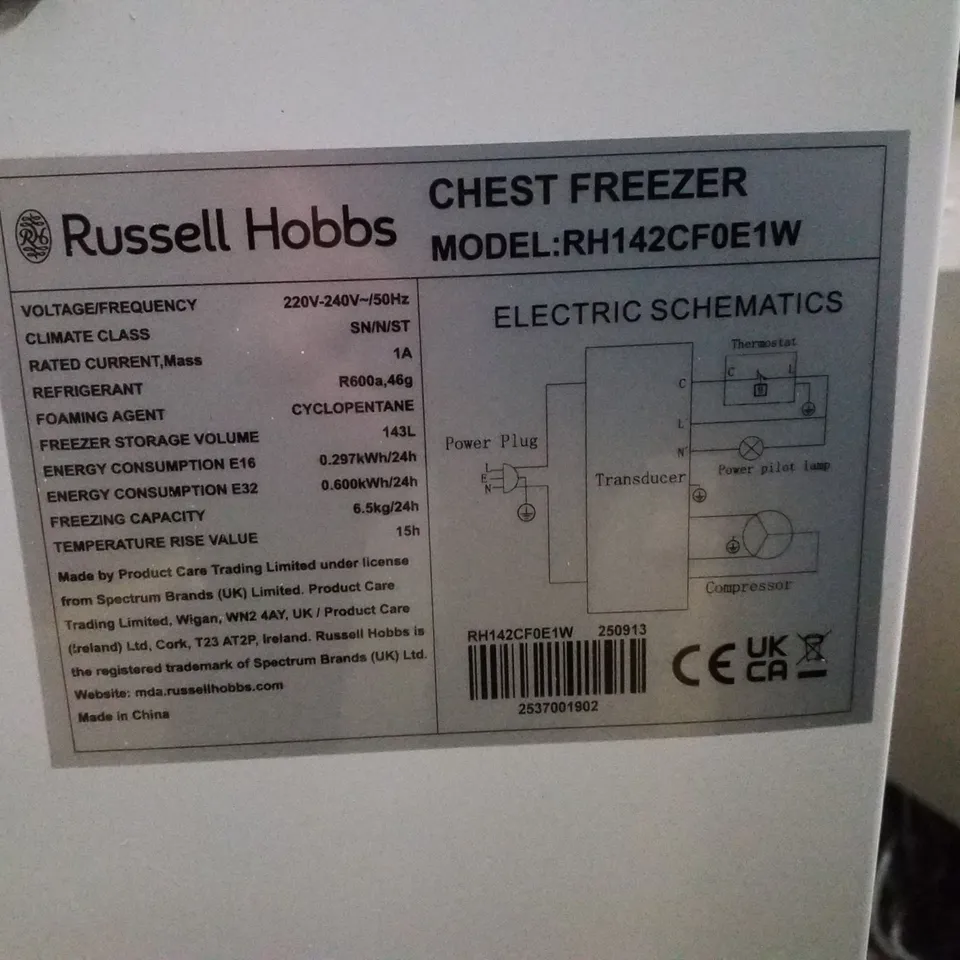 RH
Russell Hobbs
CHEST FREEZER
MODEL:RH142CF0E1W
VOLTAGE/FREQUENCY 220V-240V~/50Hz
CLIMATE CLASS SN/N/ST
RATED CURRENT,Mass 1A
REFRIGERANT R600a,46g
FOAMING AGENT CYCLOPENTANE
FREEZER STORAGE VOLUME 143L
ENERGY CONSUMPTION E16 0.297kWh/24h
ENERGY CONSUMPTION E32 0.600kWh/24h
FREEZING CAPACITY 6.5kg/24h
TEMPERATURE RISE VALUE 15h
Made by Product Care Trading Limited under license
from Spectrum Brands (UK) Limited. Product Care
Trading Limited, Wigan, WN2 4AY, UK / Product Care
(Ireland) Ltd, Cork, T23 AT2P, Ireland. Russell Hobbs is
the registered trademark of Spectrum Brands (UK) Ltd.
Website: mda.russellhobbs.com
Made in China
ELECTRIC SCHEMATICS
Thermostat
C L
C
L
Power Plug
N
Power pilot lamp
L
E
N
Transducer
Compressor
RH142CF0E1W 250913
2537001902
CE
UK
CA